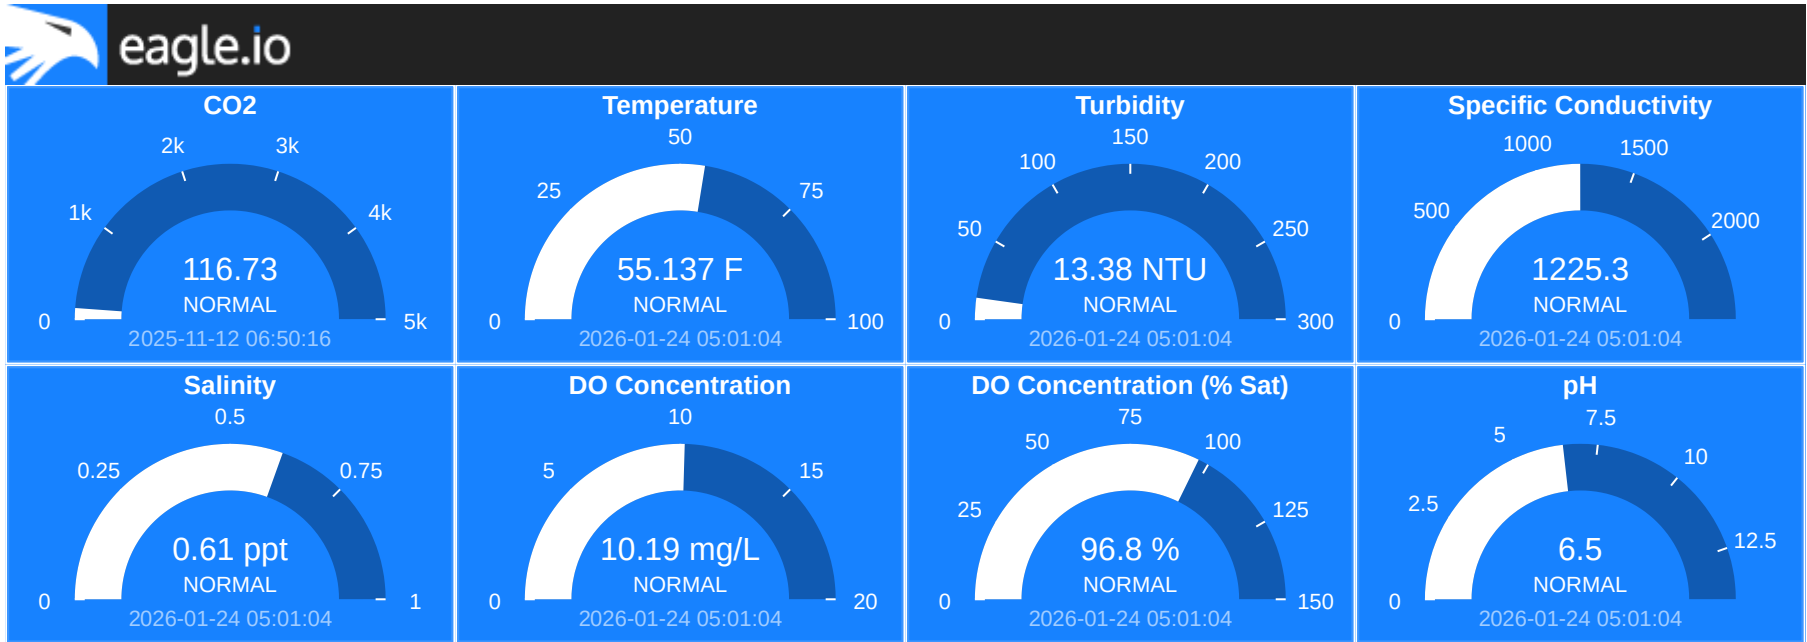 eagle.io
CO2
2k
3k
1k
4k
116.73
NORMAL
0
5k
2025-11-12 06:50:16
Temperature
50
25
75
55.137 F
NORMAL
0
100
2026-01-24 05:01:04
Turbidity
150
100
200
50
250
13.38 NTU
NORMAL
0
300
2026-01-24 05:01:04
Specific Conductivity
1000
1500
500
2000
1225.3
NORMAL
0
2026-01-24 05:01:04
Salinity
0.5
0.25
0.75
0.61 ppt
NORMAL
0
1
2026-01-24 05:01:04
DO Concentration
10
5
15
10.19 mg/L
NORMAL
0
20
2026-01-24 05:01:04
DO Concentration (% Sat)
75
50
100
25
125
96.8 %
NORMAL
0
150
2026-01-24 05:01:04
pH
7.5
5
10
2.5
12.5
6.5
NORMAL
0
2026-01-24 05:01:04